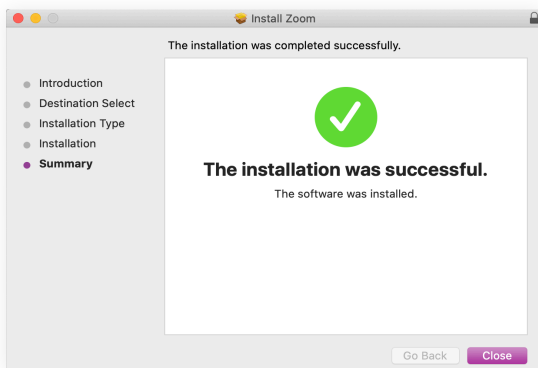 Install Zoom
The installation was completed successfully.
Introduction
Destination Select
Installation Type
Installation
Summary
The installation was successful.
The software was installed.
Go Back
Close